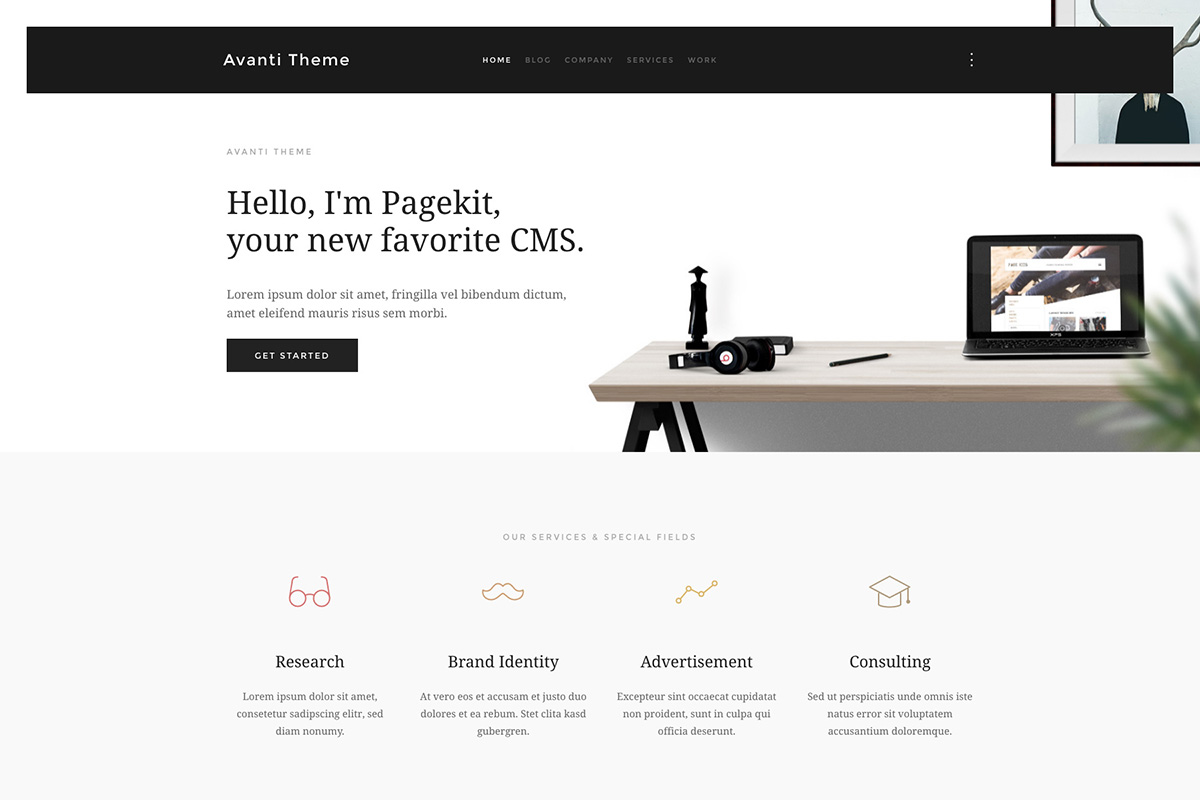 Avanti Theme
HOME BLOG COMPANY SERVICES WORK
AVANTI THEME
Hello, I'm Pagekit,
your new favorite CMS.
Lorem ipsum dolor sit amet, fringilla vel bibendum dictum,
amet eleifend mauris risus sem morbi.
GET STARTED
XPS
OUR SERVICES & SPECIAL FIELDS
Research
Lorem ipsum dolor sit amet,
consetetur sadipscing elitr, sed
diam nonumy.
Brand Identity
At vero eos et accusam et justo duo
dolores et ea rebum. Stet clita kasd
gubergren.
Advertisement
Excepteur sint occaecat cupidatat
non proident, sunt in culpa qui
officia deserunt.
Consulting
Sed ut perspiciatis unde omnis iste
natus error sit voluptatem
accusantium doloremque.